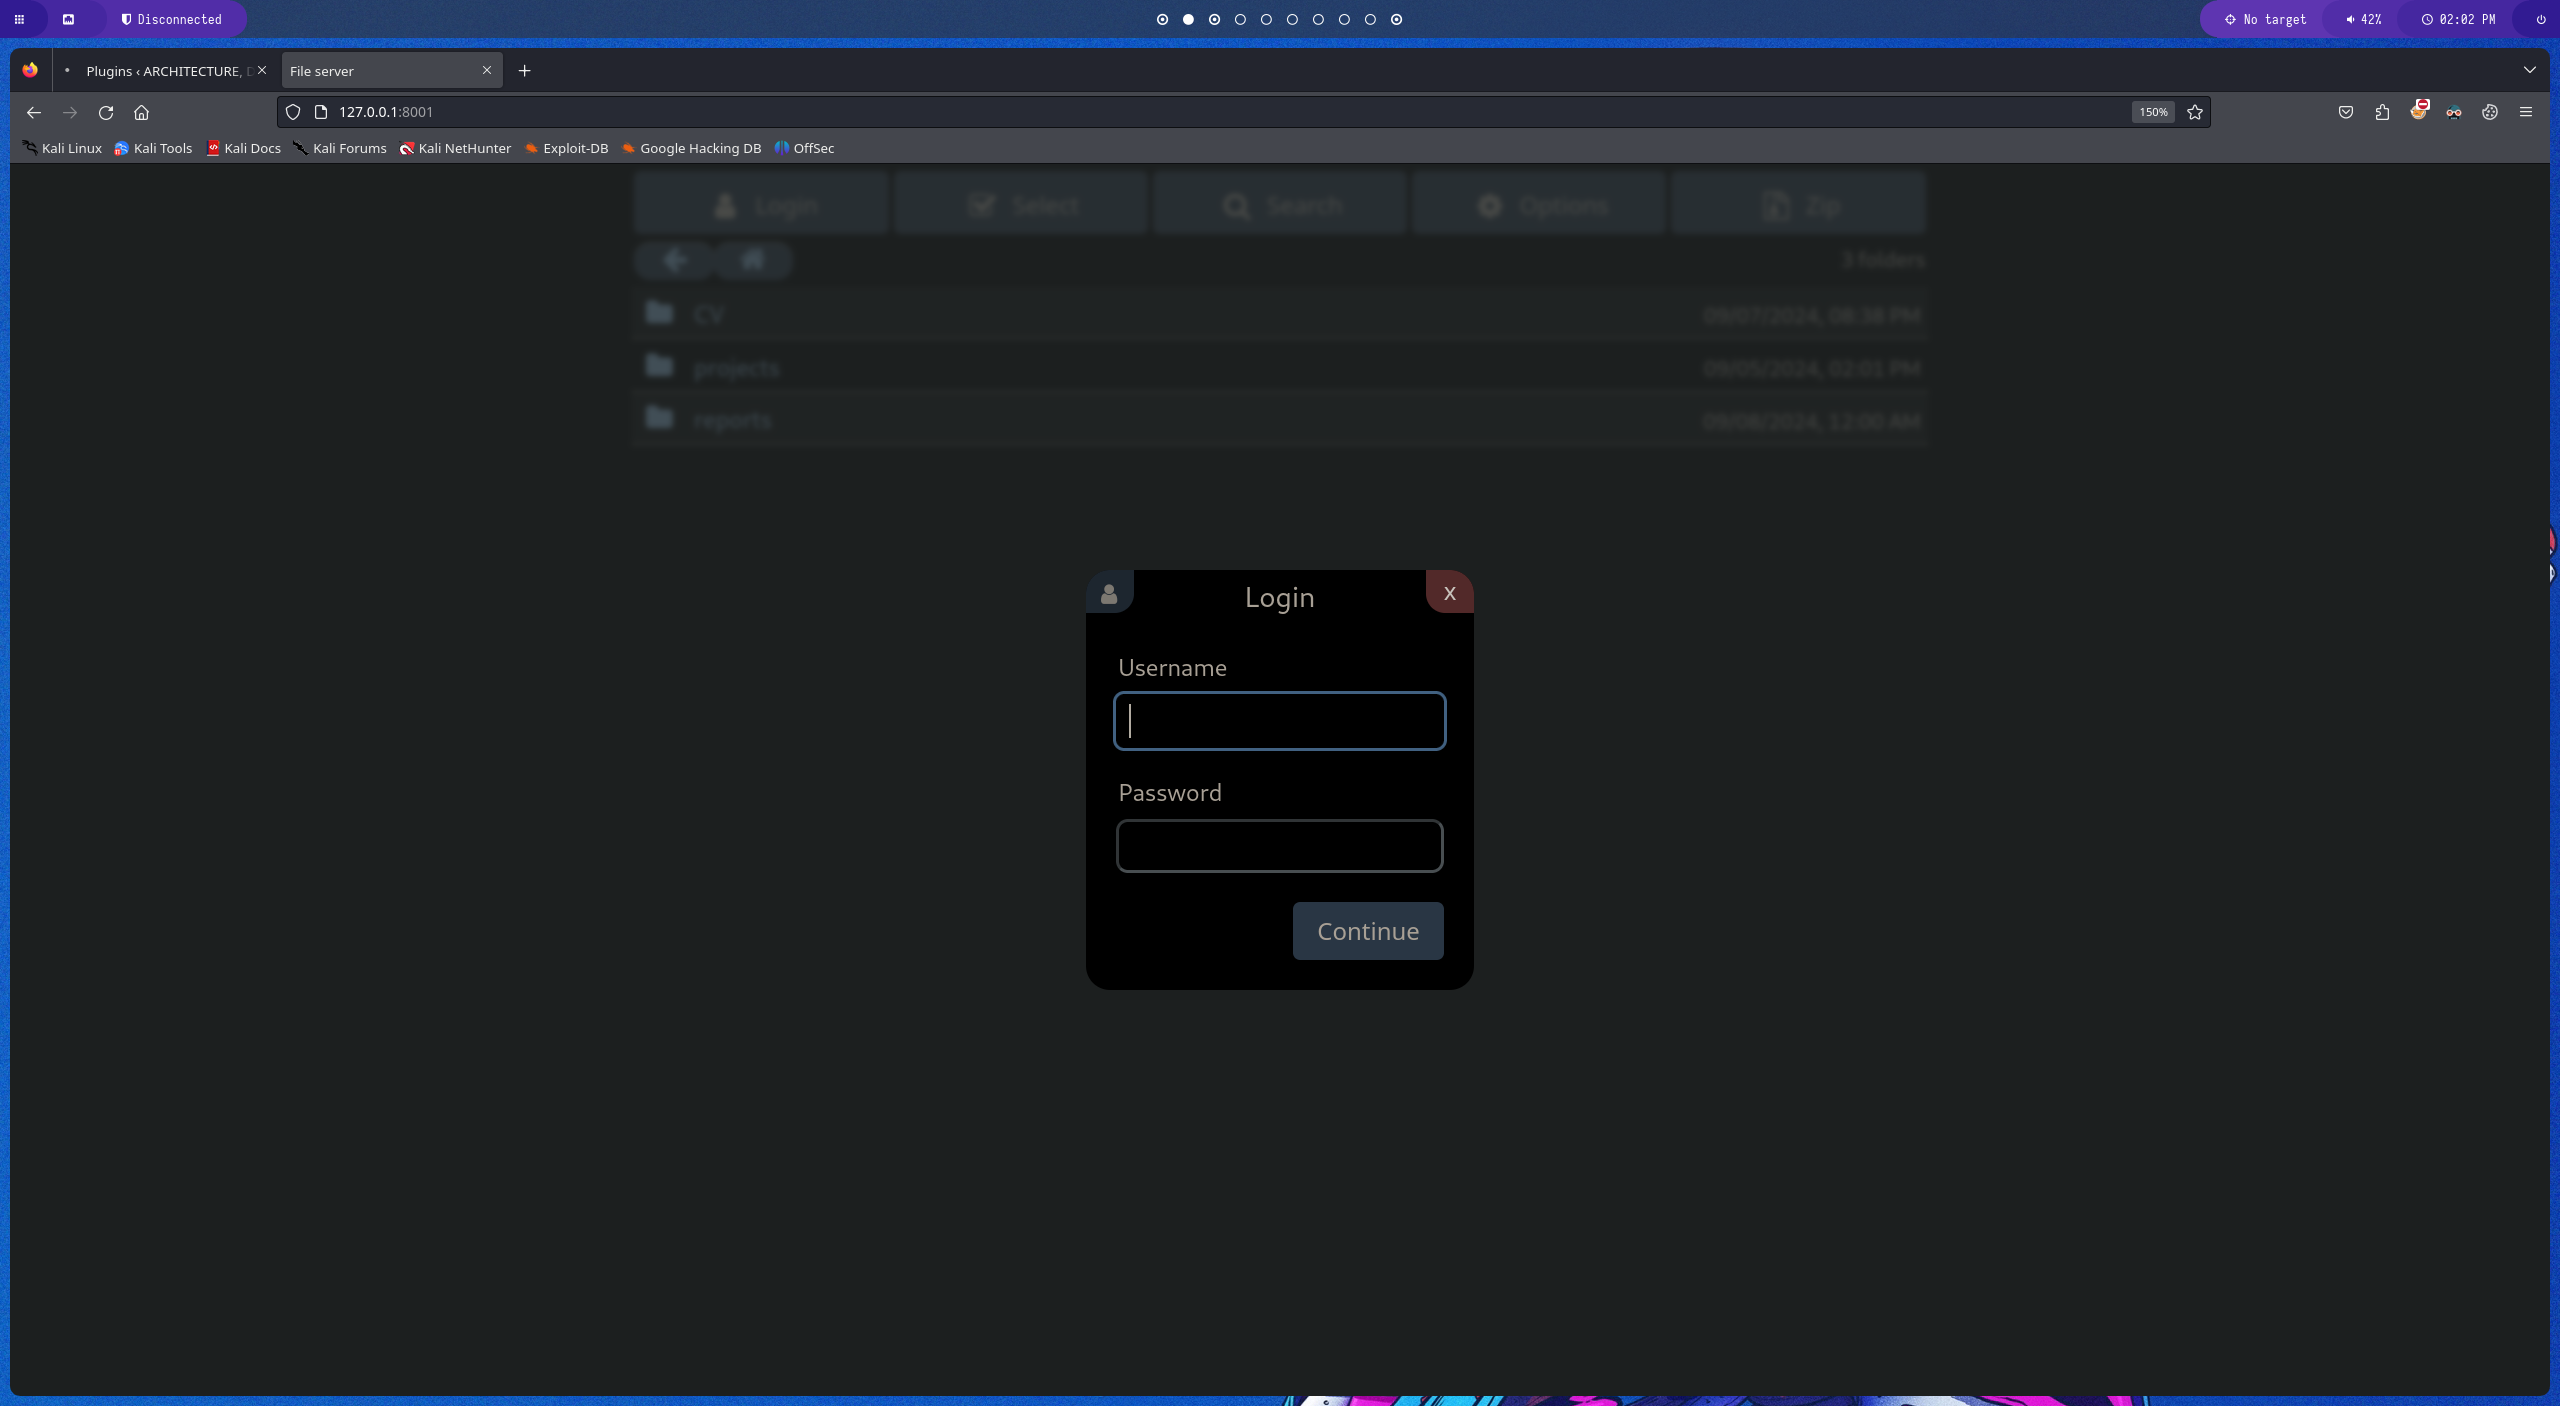 Disconnected
No target
42%
02:02 PM
Plugins ‹ ARCHITECTURE, D
File server
127.0.0.1:8001
150%
Kali Linux
Kali Tools
Kali Docs
Kali Forums
Kali NetHunter
Exploit-DB
Google Hacking DB
OffSec
Login
Select
Search
Options
Zip
3 folders
CV
09/07/2024, 08:38 PM
projects
09/05/2024, 02:01 PM
reports
09/08/2024, 12:00 AM
Login
X
Username
Password
Continue